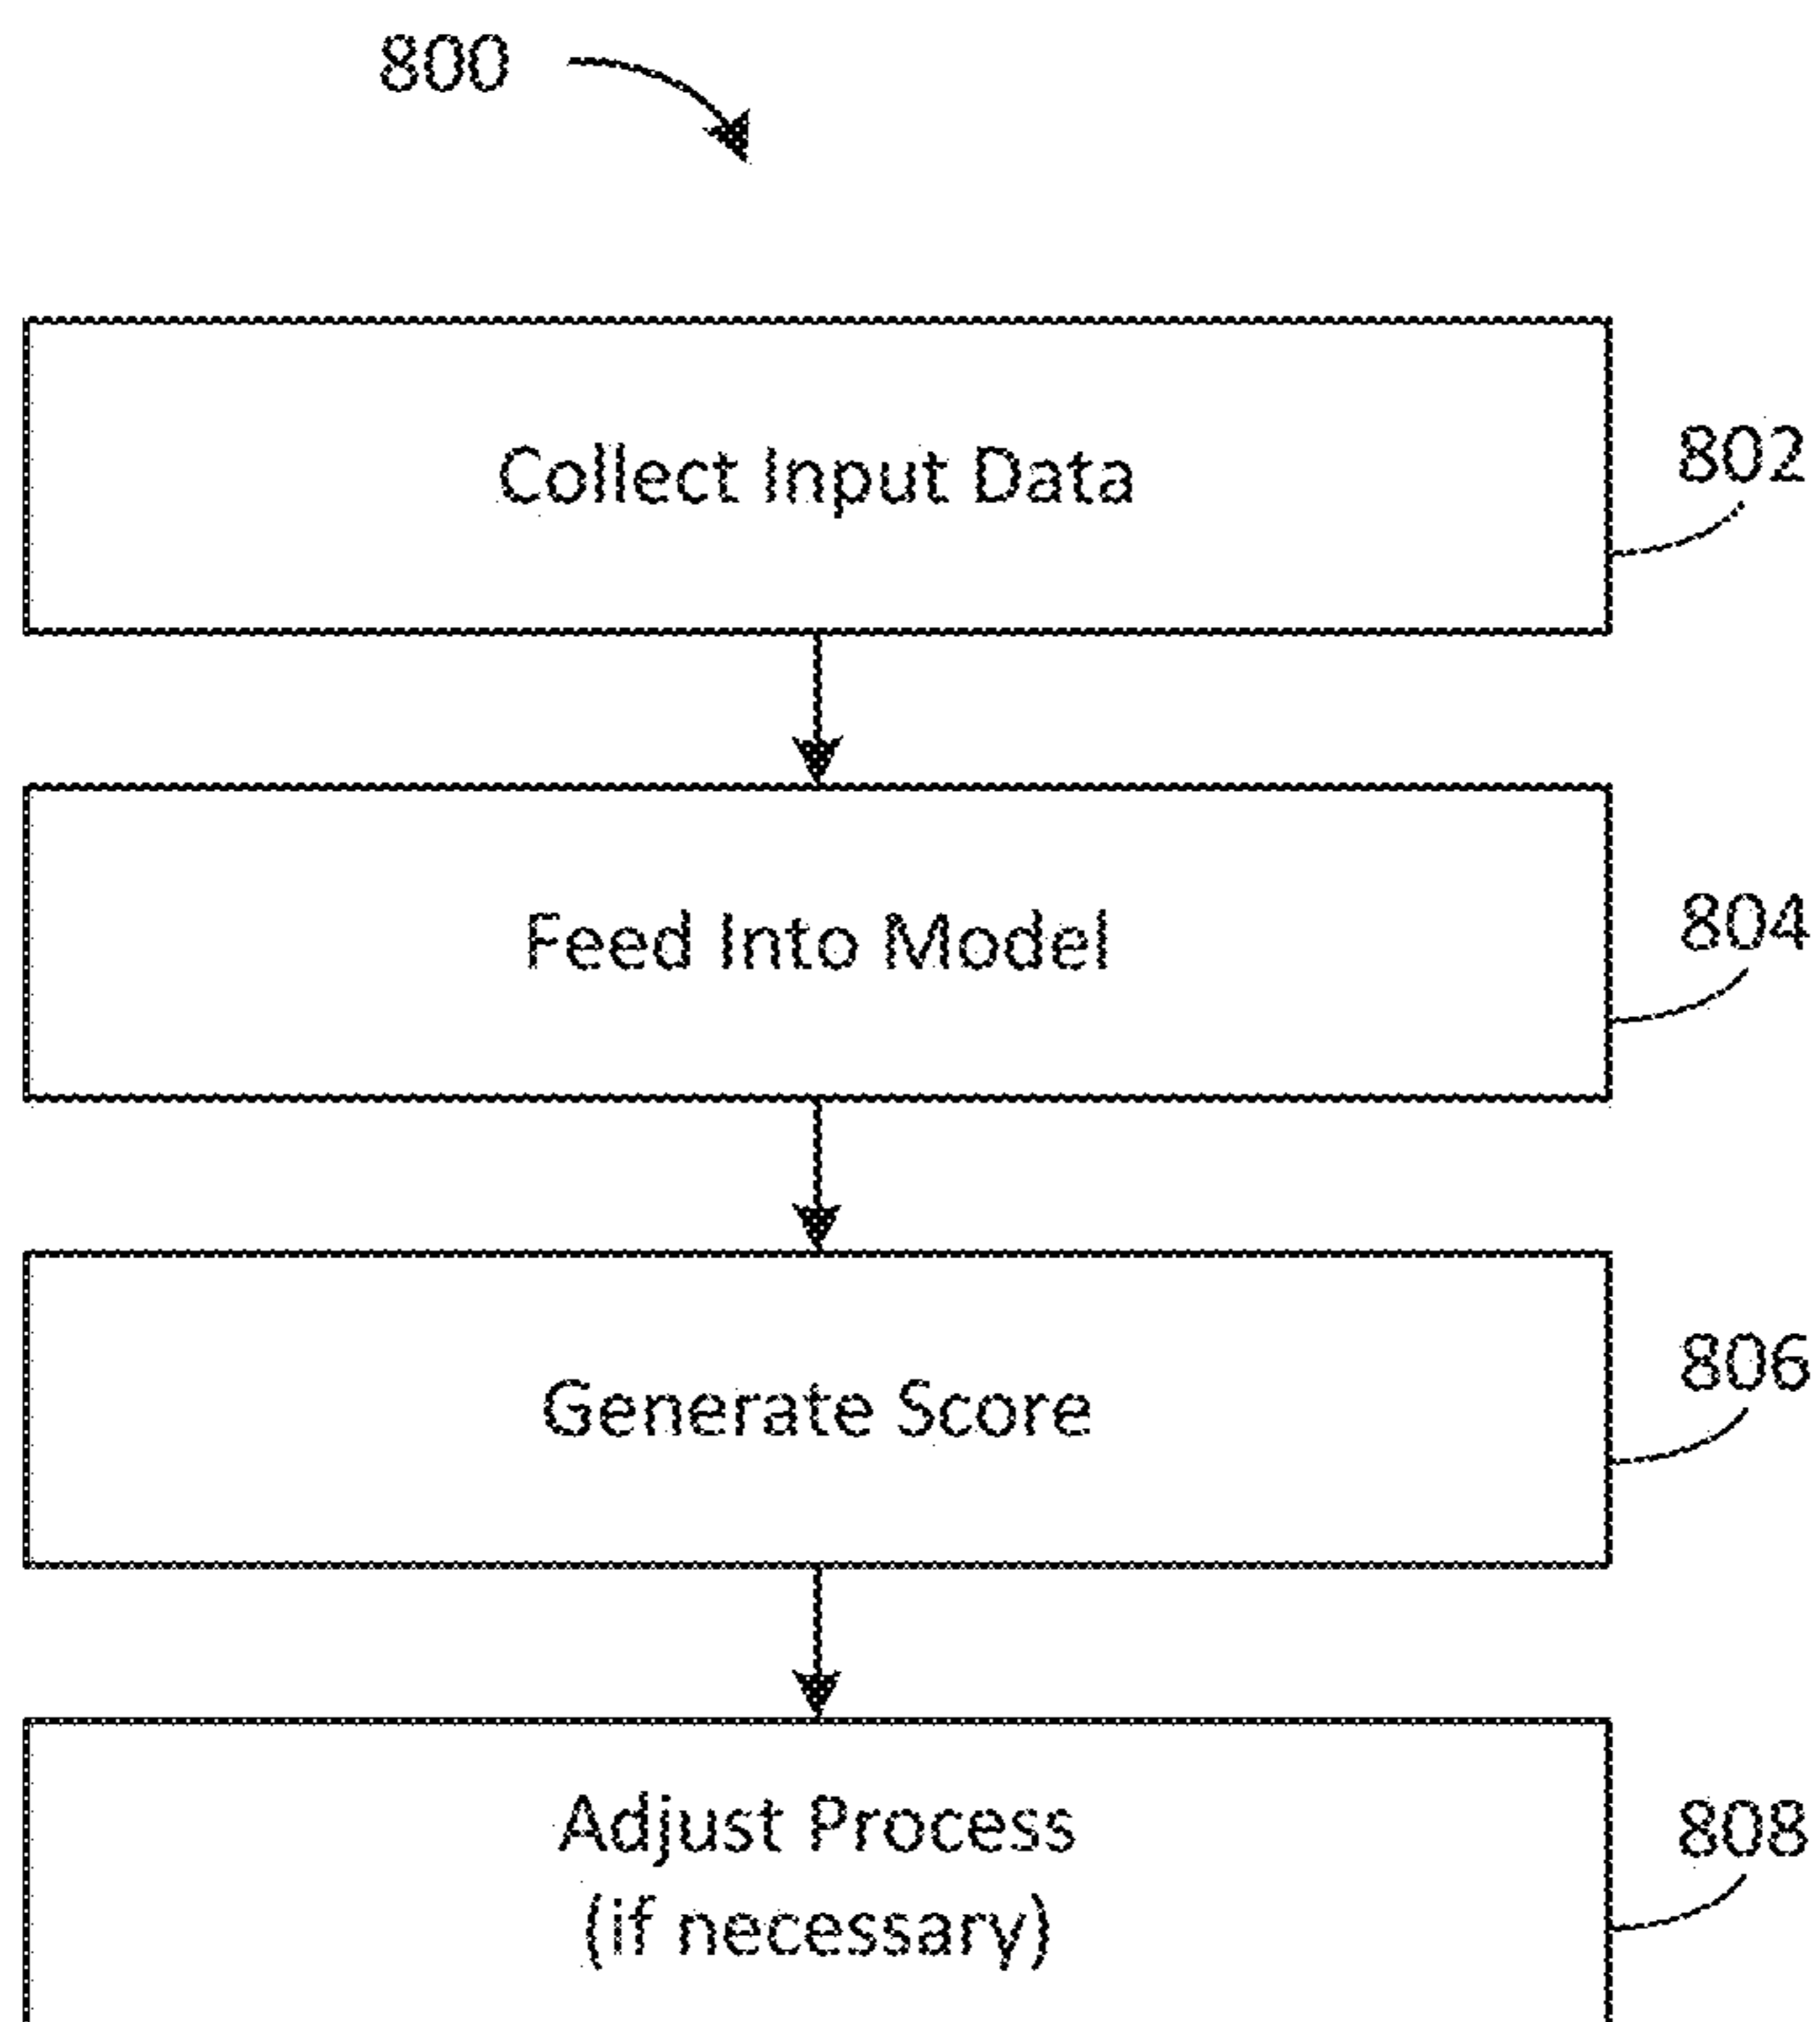 800
Collect Input Data
802
Feed Into Model
804
Generate Score
806
Adjust Process
(if necessary)
808